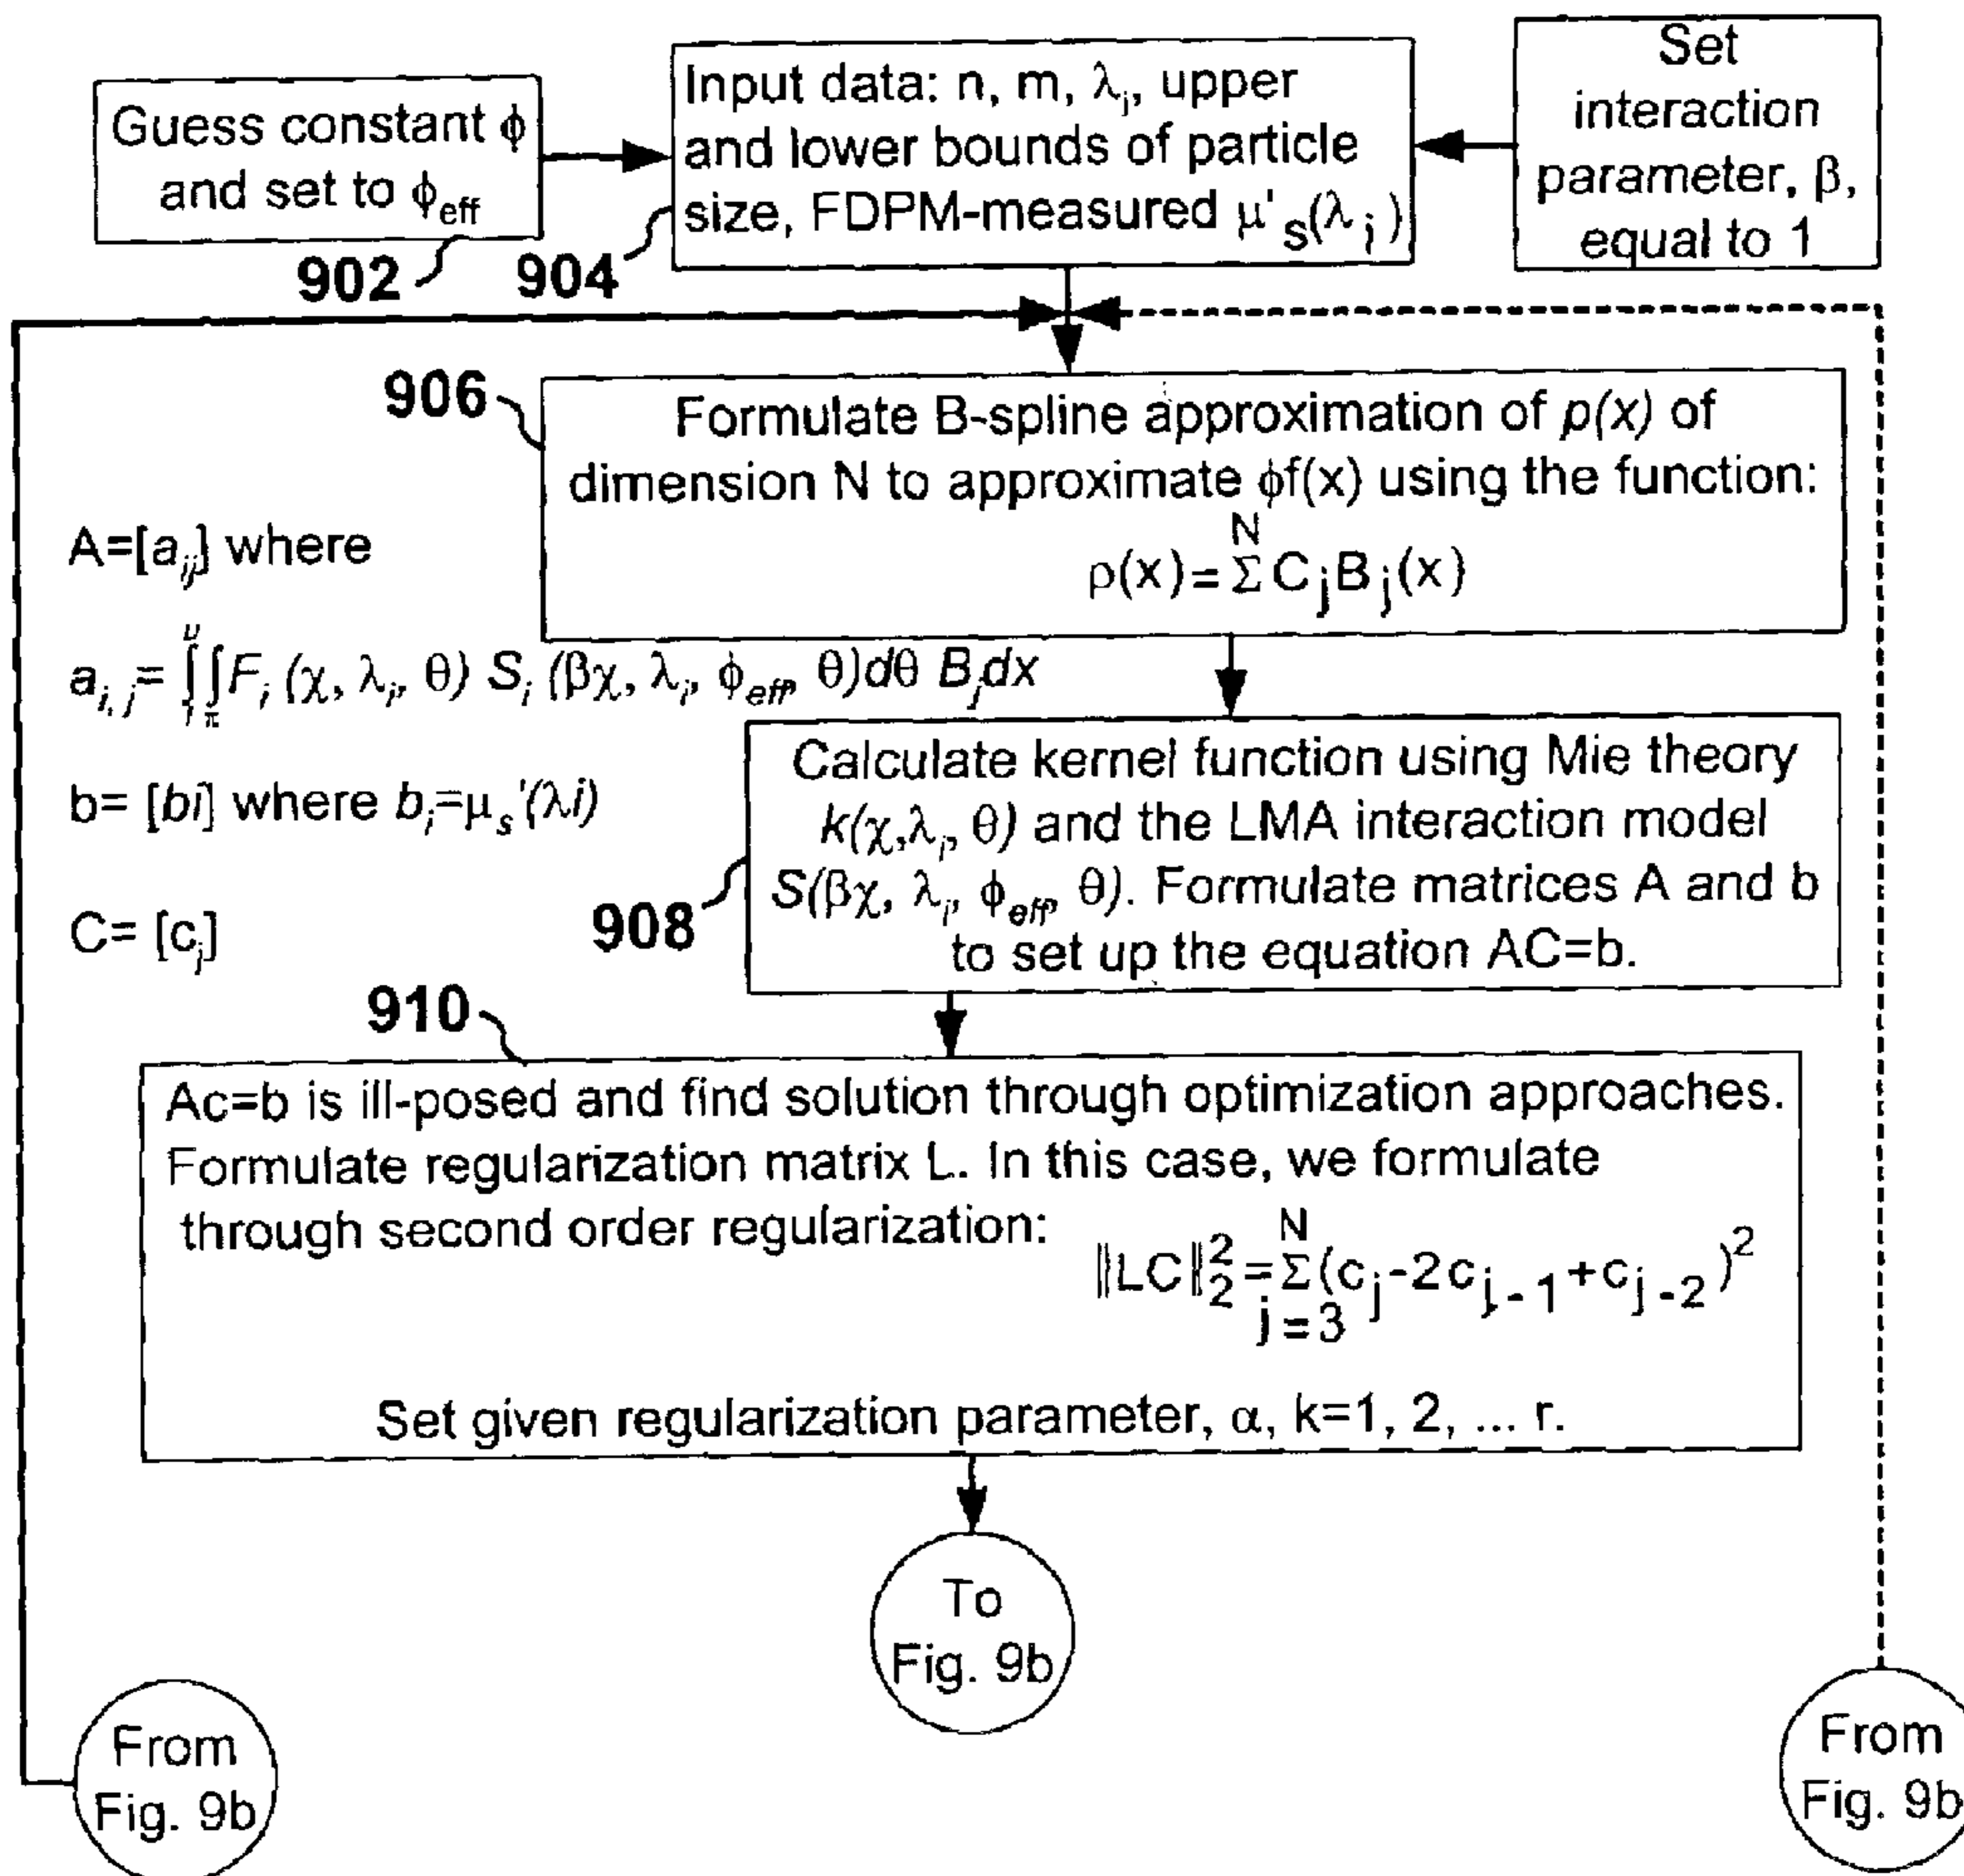 Guess constant ϕ
and set to ϕeff
902
Input data: n, m, λj, upper
and lower bounds of particle
size, FDPM-measured μ's(λj)
904
Set
interaction
parameter, β,
equal to 1
906
Formulate B-spline approximation of p(x) of
dimension N to approximate ϕf(x) using the function:
ρ(x) = Σ^N CjBj(x)
A=[aij] where
ai,j = ∫∫Fi (χ, λi, θ) Si (βχ, λi, ϕeff, θ)dθ Bjdx
b= [bi] where bi=μs'(λi)
C= [cj]
Calculate kernel function using Mie theory
k(χ,λi, θ) and the LMA interaction model
S(βχ, λi, ϕeff, θ). Formulate matrices A and b
to set up the equation AC=b.
908
910
Ac=b is ill-posed and find solution through optimization approaches.
Formulate regularization matrix L. In this case, we formulate
through second order regularization:
‖LC‖₂² = Σ_{j=3}^{N} (cj-2cj-1+cj-2)²
Set given regularization parameter, α, k=1, 2, ... r.
To
Fig. 9b
From
Fig. 9b
From
Fig. 9b